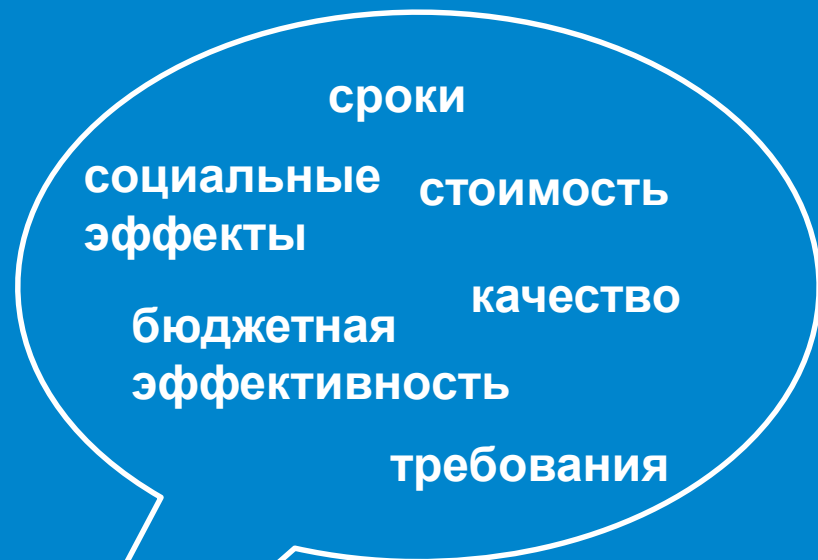 сроки
социальные
эффекты
стоимость
качество
бюджетная
эффективность
требования